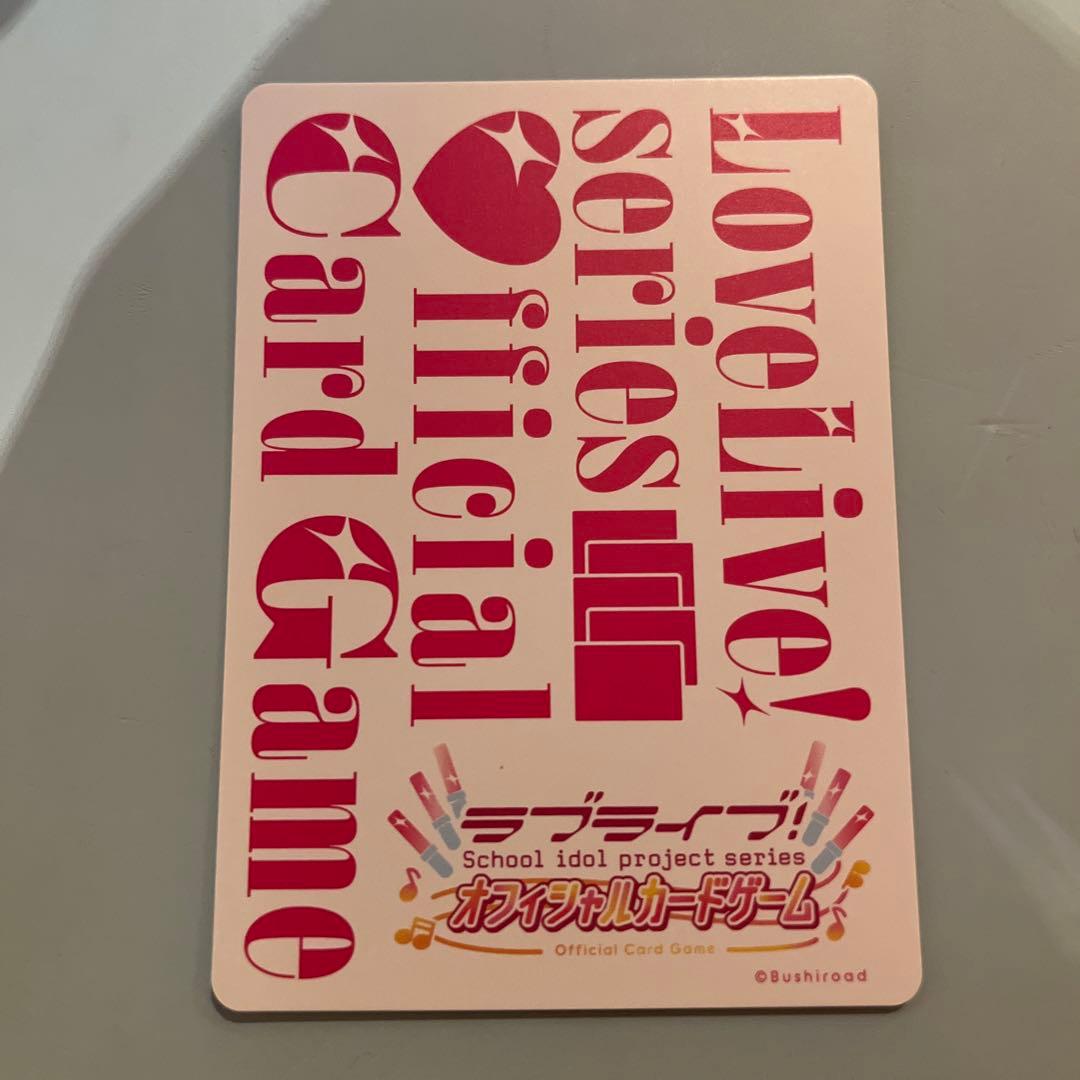 LoveLive!
series
Official
Card Game
ラブライブ!
School idol project series
オフィシャルカードゲーム
Official Card Game
©Bushiroad